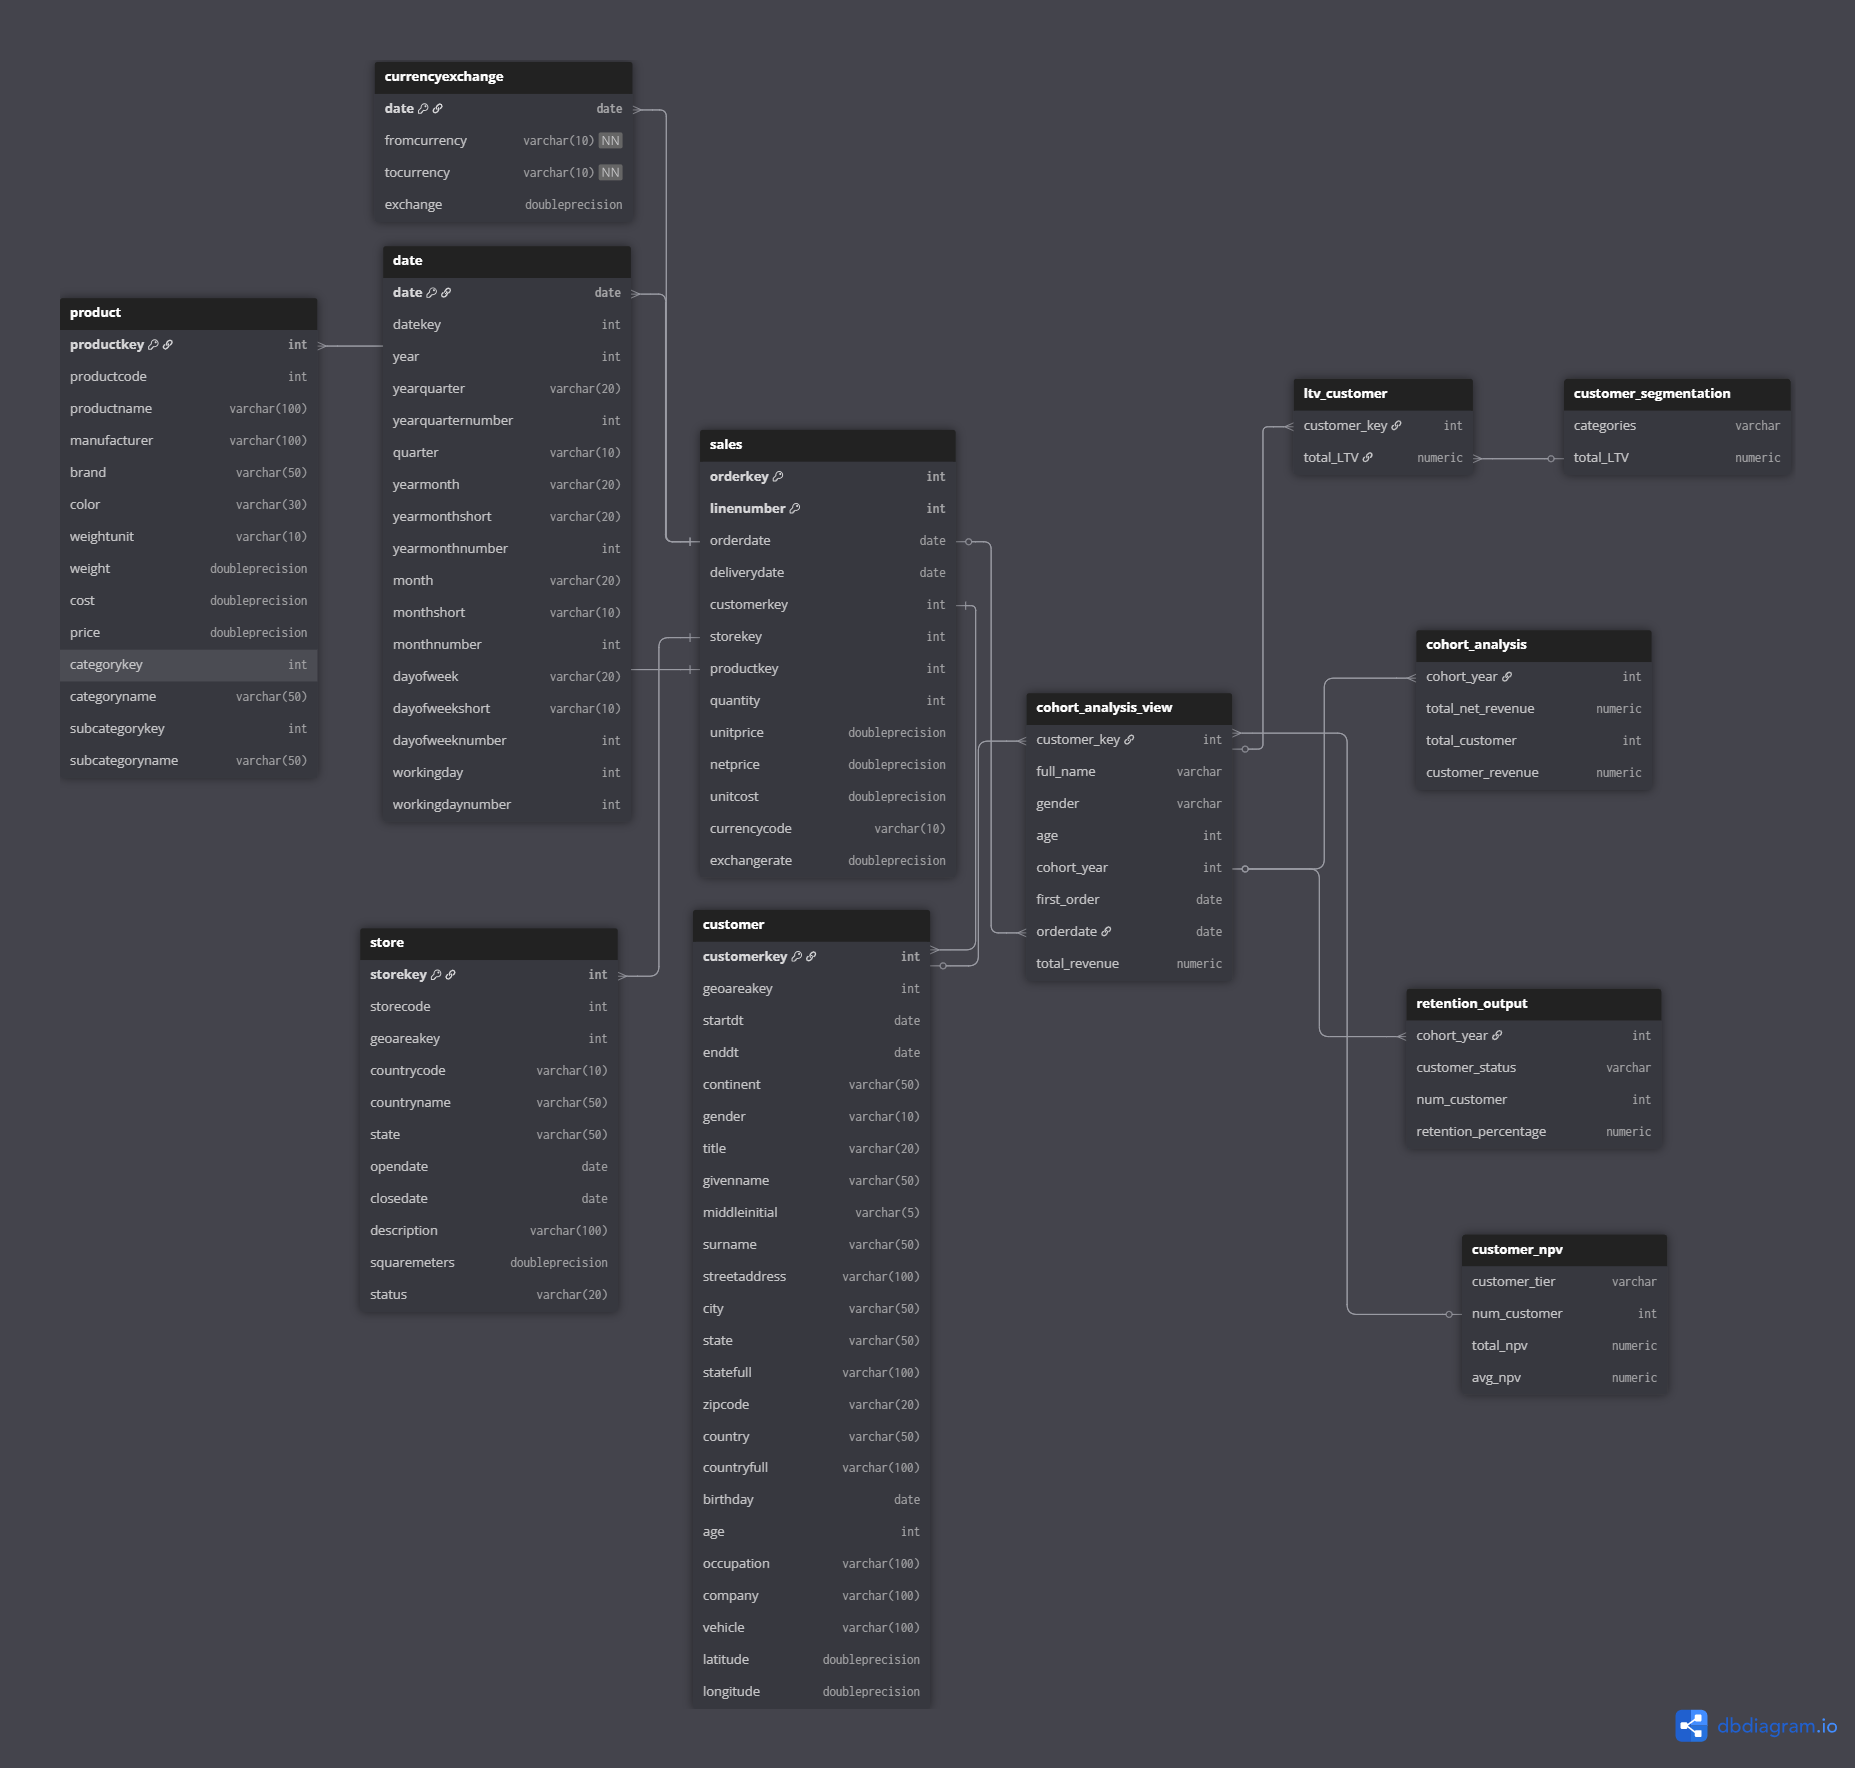 currencyexchange
date date
fromcurrency varchar(10) NN
tocurrency varchar(10) NN
exchange doubleprecision
date
date date
datekey int
year int
yearquarter varchar(20)
yearquarternumber int
quarter varchar(10)
yearmonth varchar(20)
yearmonthshort varchar(20)
yearmonthnumber int
month varchar(20)
monthshort varchar(10)
monthnumber int
dayofweek varchar(20)
dayofweekshort varchar(10)
dayofweeknumber int
workingday int
workingdaynumber int
product
productkey int
productcode int
productname varchar(100)
manufacturer varchar(100)
brand varchar(50)
color varchar(30)
weightunit varchar(10)
weight doubleprecision
cost doubleprecision
price doubleprecision
categorykey int
categoryname varchar(50)
subcategorykey int
subcategoryname varchar(50)
sales
orderkey int
linenumber int
orderdate date
deliverydate date
customerkey int
storekey int
productkey int
quantity int
unitprice doubleprecision
netprice doubleprecision
unitcost doubleprecision
currencycode varchar(10)
exchangerate doubleprecision
store
storekey int
storecode int
geoareakey int
countrycode varchar(10)
countryname varchar(50)
state varchar(50)
opendate date
closedate date
description varchar(100)
squaremeters doubleprecision
status varchar(20)
customer
customerkey int
geoareakey int
startdt date
enddt date
continent varchar(50)
gender varchar(10)
title varchar(20)
givenname varchar(50)
middleinitial varchar(5)
surname varchar(50)
streetaddress varchar(100)
city varchar(50)
state varchar(50)
statefull varchar(100)
zipcode varchar(20)
country varchar(50)
countryfull varchar(100)
birthday date
age int
occupation varchar(100)
company varchar(100)
vehicle varchar(100)
latitude doubleprecision
longitude doubleprecision
cohort_analysis_view
customer_key int
full_name varchar
gender varchar
age int
cohort_year int
first_order date
orderdate date
total_revenue numeric
ltv_customer
customer_key int
total_LTV numeric
customer_segmentation
categories varchar
total_LTV numeric
cohort_analysis
cohort_year int
total_net_revenue numeric
total_customer int
customer_revenue numeric
retention_output
cohort_year int
customer_status varchar
num_customer int
retention_percentage numeric
customer_npv
customer_tier varchar
num_customer int
total_npv numeric
avg_npv numeric
dbdiagram.io